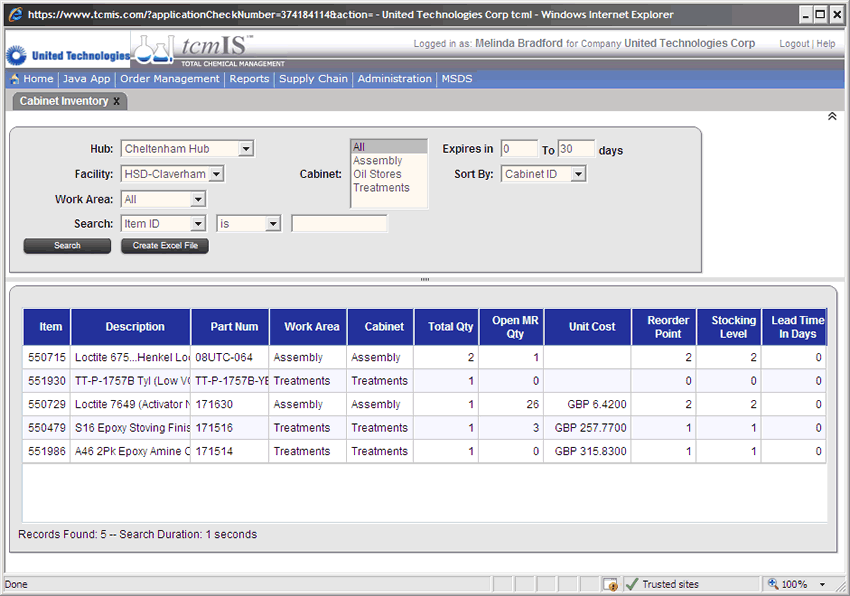 https://www.tcmis.com/?applicationCheckNumber=374184114&action= - United Technologies Corp tcmI - Windows Internet Explorer
United Technologies
tcmIS™
TOTAL CHEMICAL MANAGEMENT
Logged in as: Melinda Bradford for Company United Technologies Corp
Logout | Help
Home | Java App | Order Management | Reports | Supply Chain | Administration | MSDS
Cabinet Inventory X
Hub: Cheltenham Hub
Facility: HSD-Claverham
Work Area: All
Search: Item ID is
Cabinet: All
Assembly
Oil Stores
Treatments
Expires in 0 To 30 days
Sort By: Cabinet ID
Search Create Excel File
Item Description Part Num Work Area Cabinet Total Qty Open MR Qty Unit Cost Reorder Point Stocking Level Lead Time In Days
550715 Loctite 675...Henkel Loc 08UTC-064 Assembly Assembly 2 1 2 2 0
551930 TT-P-1757B Tyl (Low VO TT-P-1757B-YE Treatments Treatments 1 0 0 0 0
550729 Loctite 7649 (Activator N 171630 Assembly Assembly 1 26 GBP 6.4200 2 2 0
550479 S16 Epoxy Stoving Finis 171516 Treatments Treatments 1 3 GBP 257.7700 1 1 0
551986 A46 2Pk Epoxy Amine C 171514 Treatments Treatments 1 0 GBP 315.8300 1 1 0
Records Found: 5 -- Search Duration: 1 seconds
Done
Trusted sites
100%